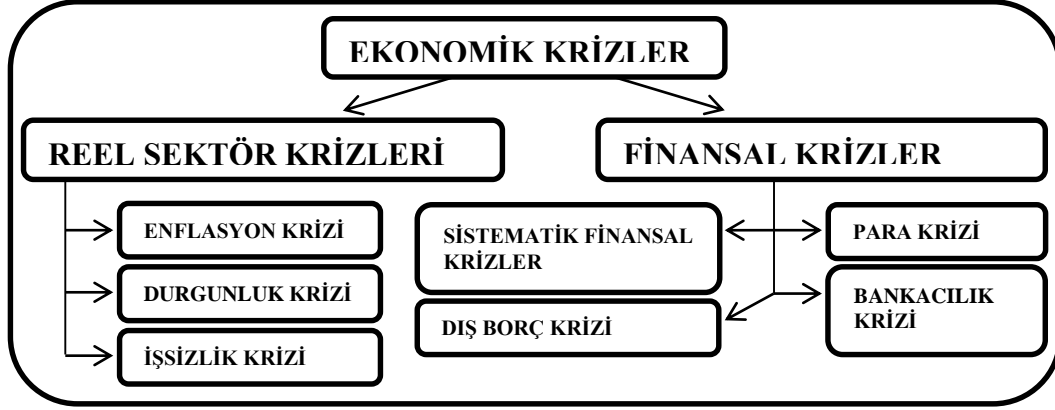 EKONOMİK KRİZLER
REEL SEKTÖR KRİZLERİ
ENFLASYON KRİZİ
DURGUNLUK KRİZİ
İŞSİZLİK KRİZİ
FİNANSAL KRİZLER
SİSTEMATİK FİNANSAL
KRİZLER
DIŞ BORÇ KRİZİ
PARA KRİZİ
BANKACILIK
KRİZİ